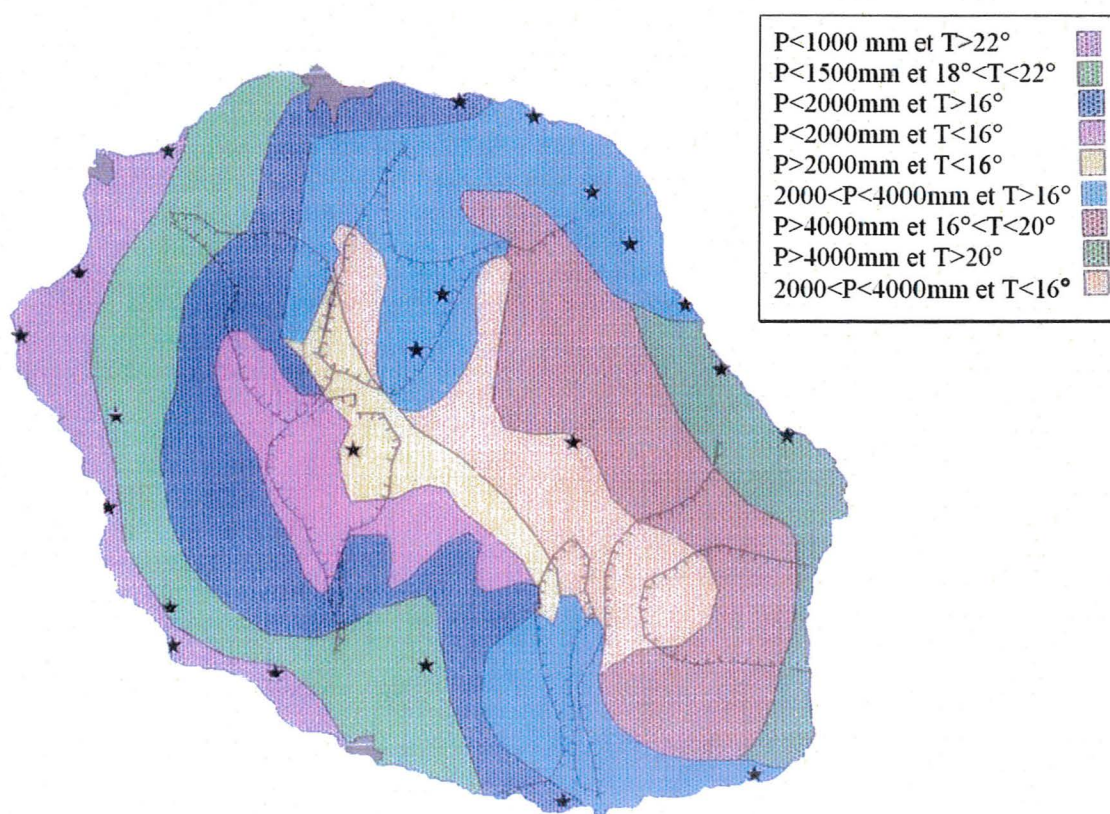 P<1000 mm et T>22°
P<1500mm et 18°<T<22°
P<2000mm et T>16°
P<2000mm et T<16°
P>2000mm et T<16°
2000<P<4000mm et T>16°
P>4000mm et 16°<T<20°
P>4000mm et T>20°
2000<P<4000mm et T<16°